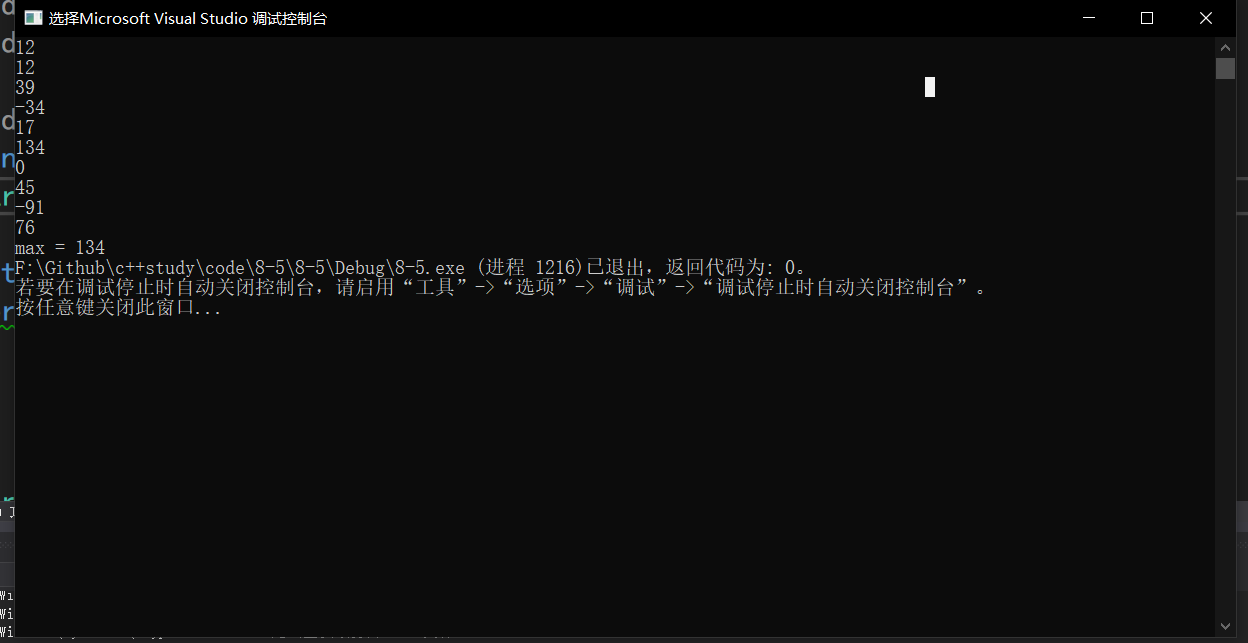 选择Microsoft Visual Studio 调试控制台
12
12
39
-34
17
134
0
45
-91
76
max = 134
F:\Github\c++study\code\8-5\8-5\Debug\8-5.exe (进程 1216)已退出，返回代码为: 0。
若要在调试停止时自动关闭控制台，请启用“工具”->“选项”->“调试”->“调试停止时自动关闭控制台”。
按任意键关闭此窗口...